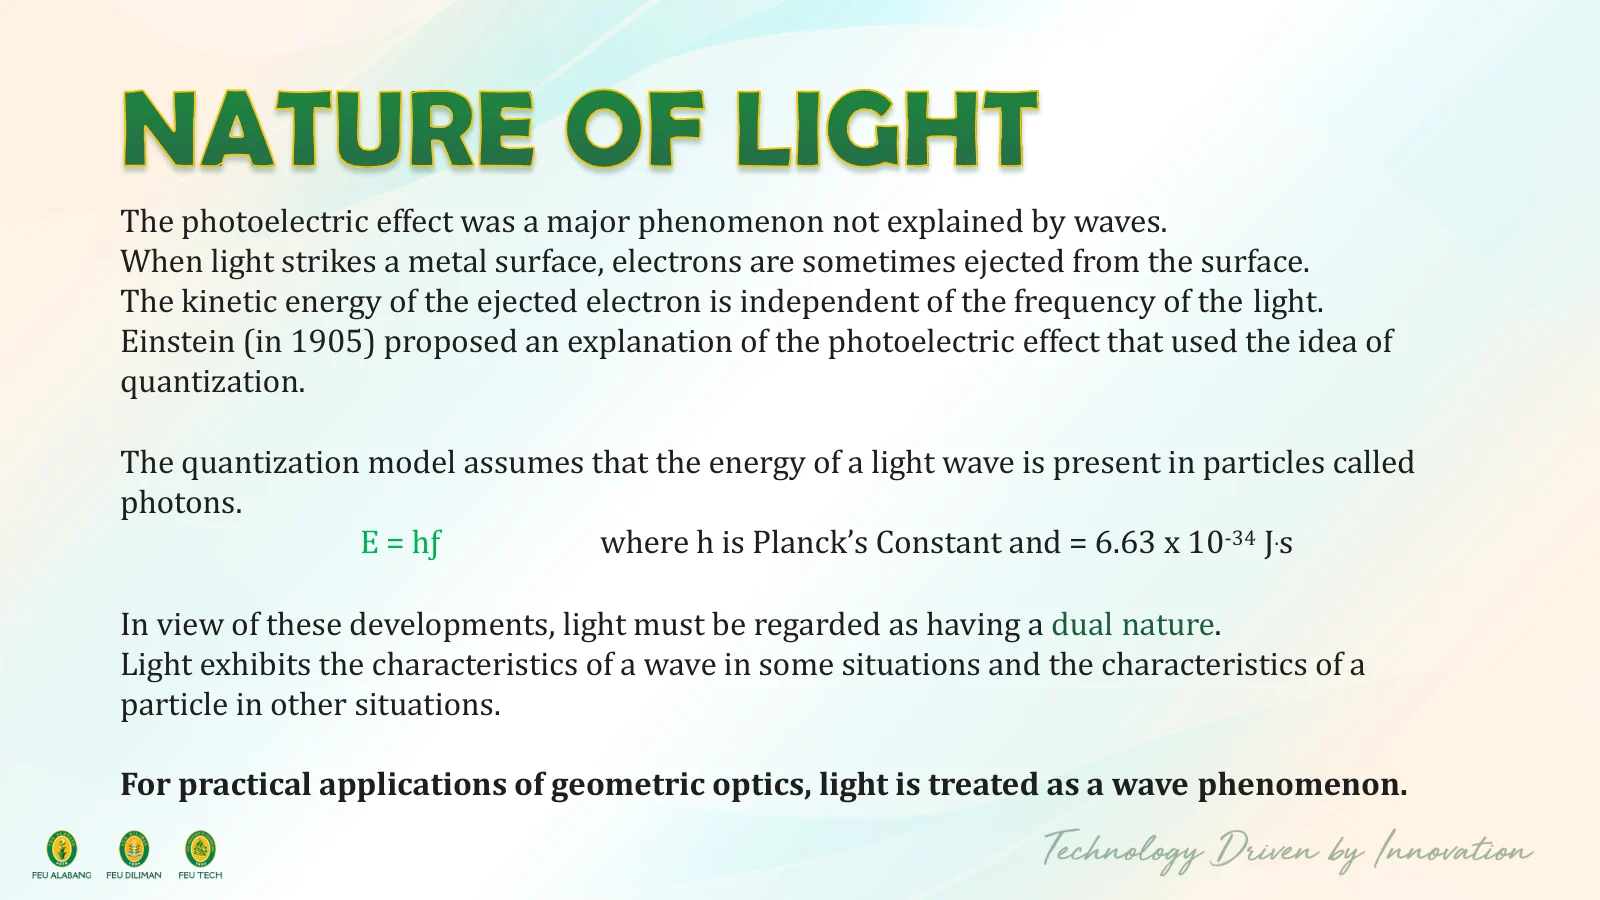 NATURE OF LIGHT
The photoelectric effect was a major phenomenon not explained by waves.
When light strikes a metal surface, electrons are sometimes ejected from the surface.
The kinetic energy of the ejected electron is independent of the frequency of the light.
Einstein (in 1905) proposed an explanation of the photoelectric effect that used the idea of
quantization.
The quantization model assumes that the energy of a light wave is present in particles called
photons.
E = hƒ where h is Planck’s Constant and = 6.63 x 10⁻³⁴ J·s
In view of these developments, light must be regarded as having a dual nature.
Light exhibits the characteristics of a wave in some situations and the characteristics of a
particle in other situations.
For practical applications of geometric optics, light is treated as a wave phenomenon.
FEU ALABANG FEU DILIMAN FEU TECH
Technology Driven by Innovation